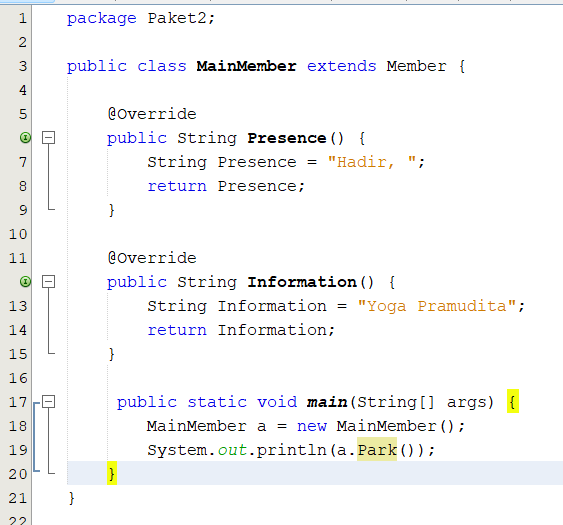 1 package Paket2;
2
3 public class MainMember extends Member {
4
5 @Override
public String Presence() {
7 String Presence = "Hadir, ";
8 return Presence;
9 }
10
11 @Override
public String Information() {
13 String Information = "Yoga Pramudita";
14 return Information;
15 }
16
17 public static void main(String[] args) {
18 MainMember a = new MainMember();
19 System.out.println(a.Park());
20 }
21 }
22